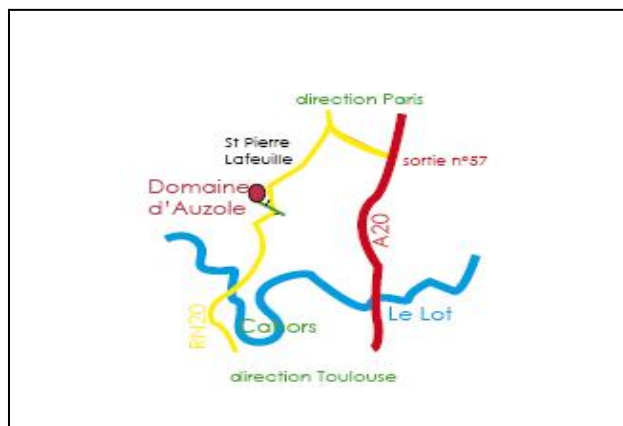 direction Paris
St Pierre
Lafeuille
sortie n°57
Domaine
d'Auzole
A20
RN20
Le Lot
Cahors
direction Toulouse